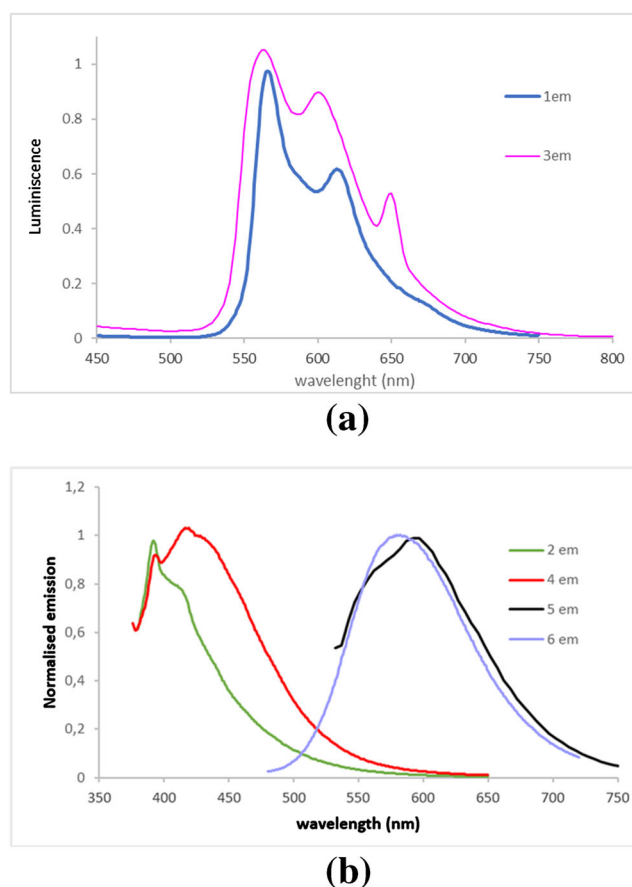 Luminiscence
1
0.8
0.6
0.4
0.2
0
450 500 550 600 650 700 750 800
wavelenght (nm)
1em
3em
(a)
Normalised emission
1,2
1
0,8
0,6
0,4
0,2
0
350 400 450 500 550 600 650 700 750
wavelength (nm)
2 em
4 em
5 em
6 em
(b)